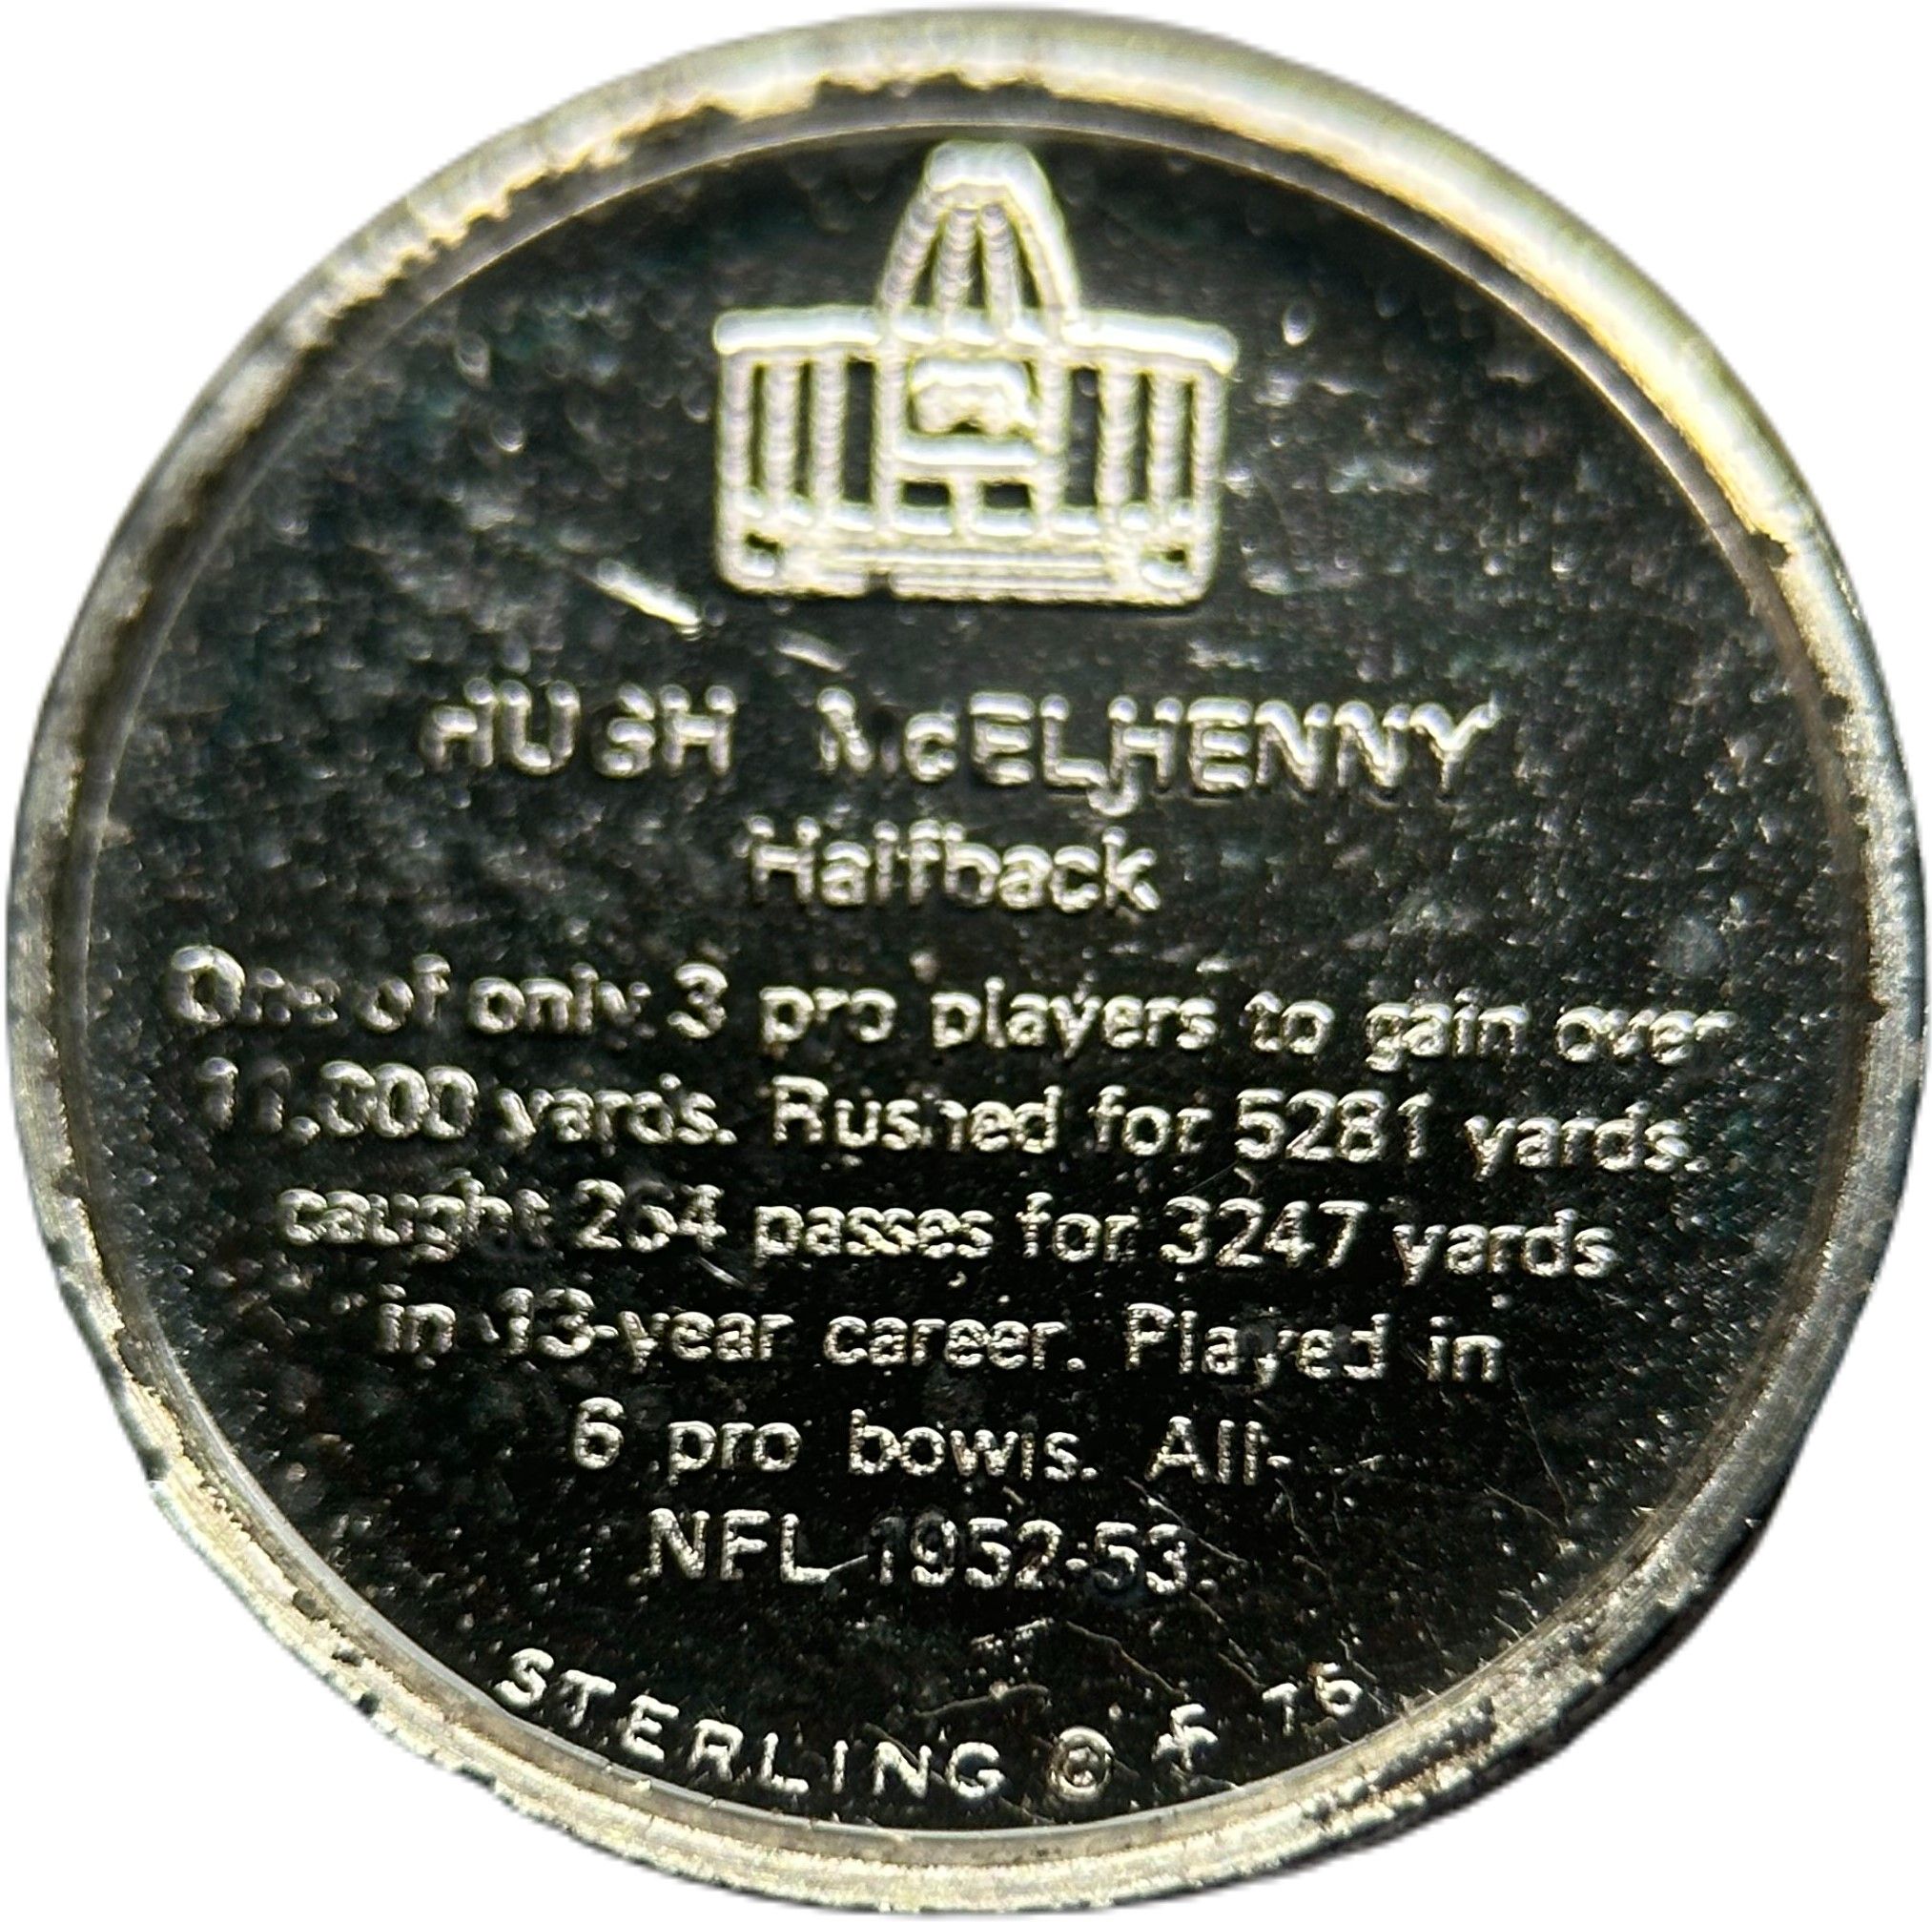 HUGH McELHENNY
Halfback
One of only 3 pro players to gain over
11,000 yards. Rushed for 5281 yards.
caught 264 passes for 3247 yards
in 13-year career. Played in
6 pro bowls. All-
NFL 1952-53.
STERLING © F 76